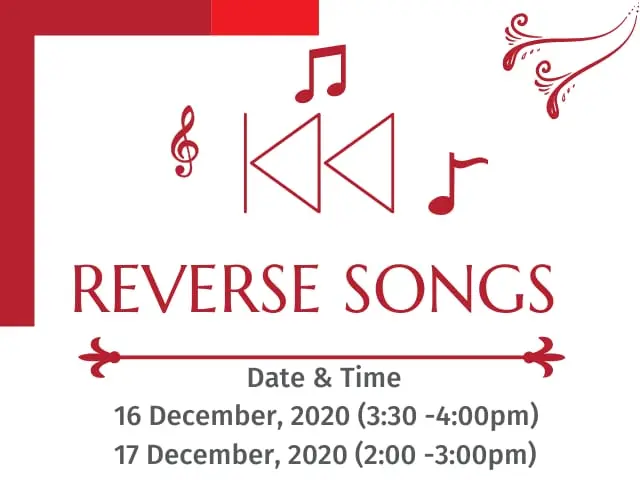 REVERSE SONGS
Date & Time
16 December, 2020 (3:30 -4:00pm)
17 December, 2020 (2:00 -3:00pm)